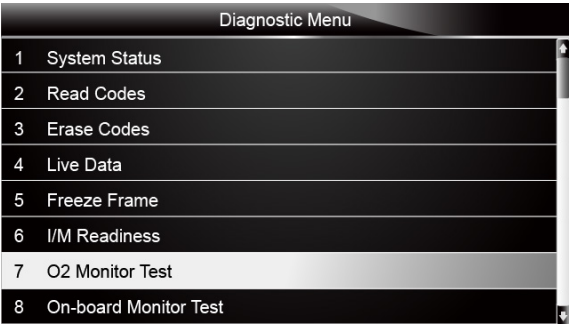 Diagnostic Menu
1 System Status
2 Read Codes
3 Erase Codes
4 Live Data
5 Freeze Frame
6 I/M Readiness
7 O2 Monitor Test
8 On-board Monitor Test